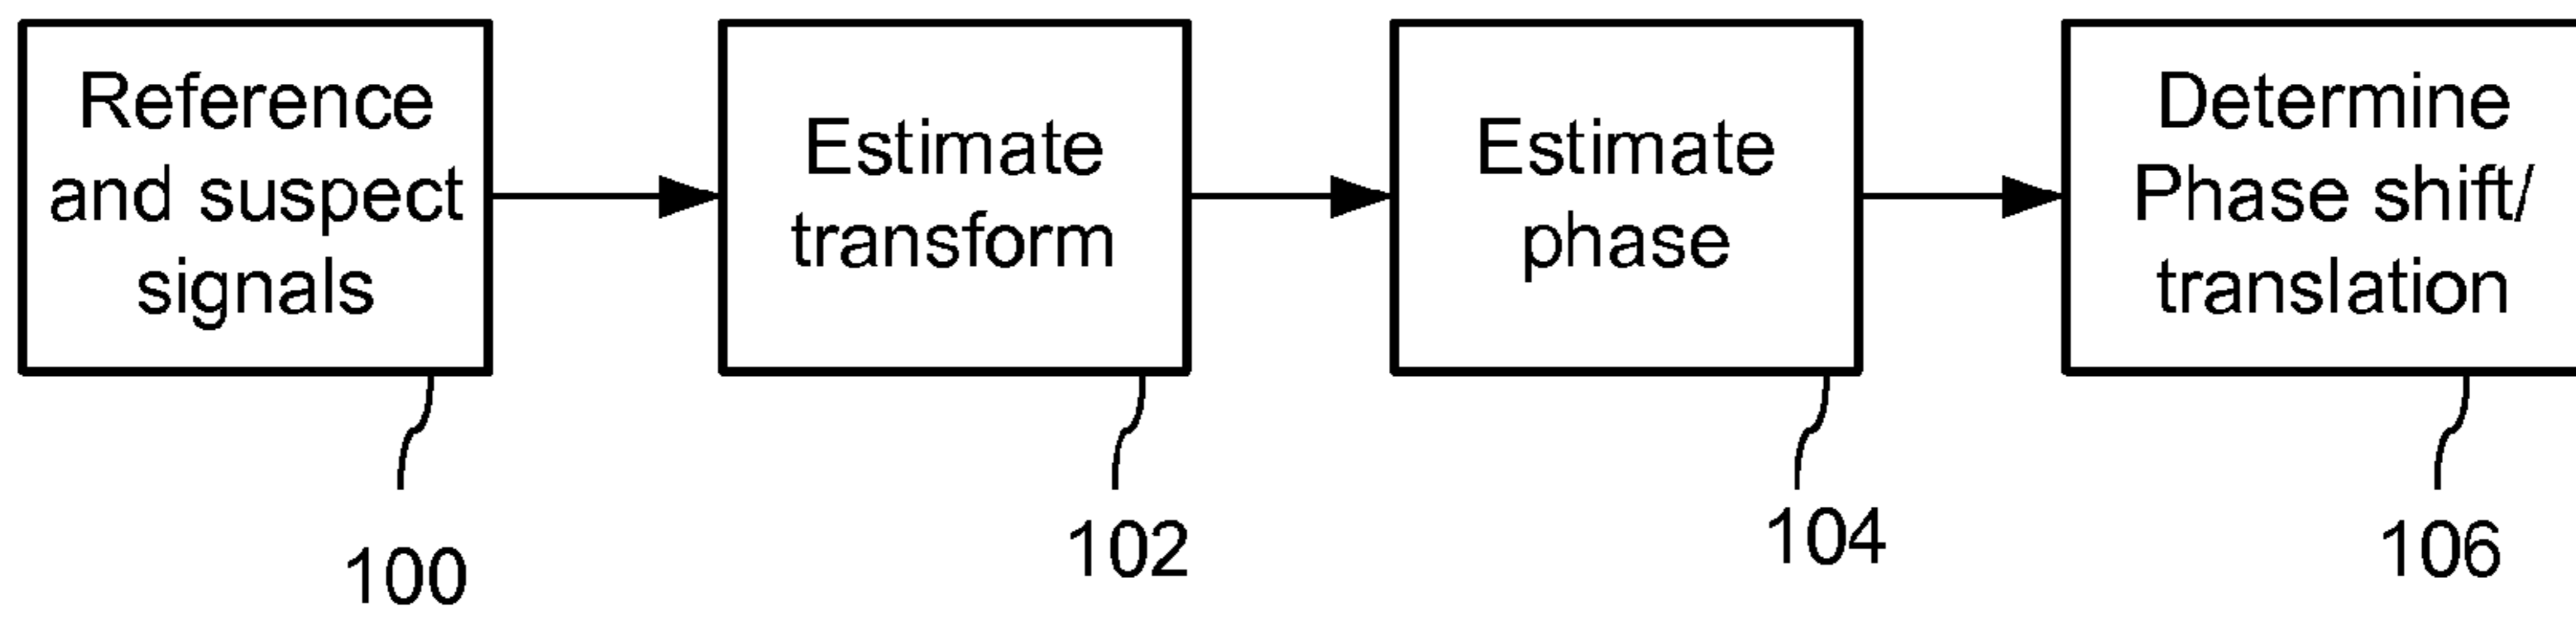 Reference
and suspect
signals
Estimate
transform
Estimate
phase
Determine
Phase shift/
translation
100
102
104
106